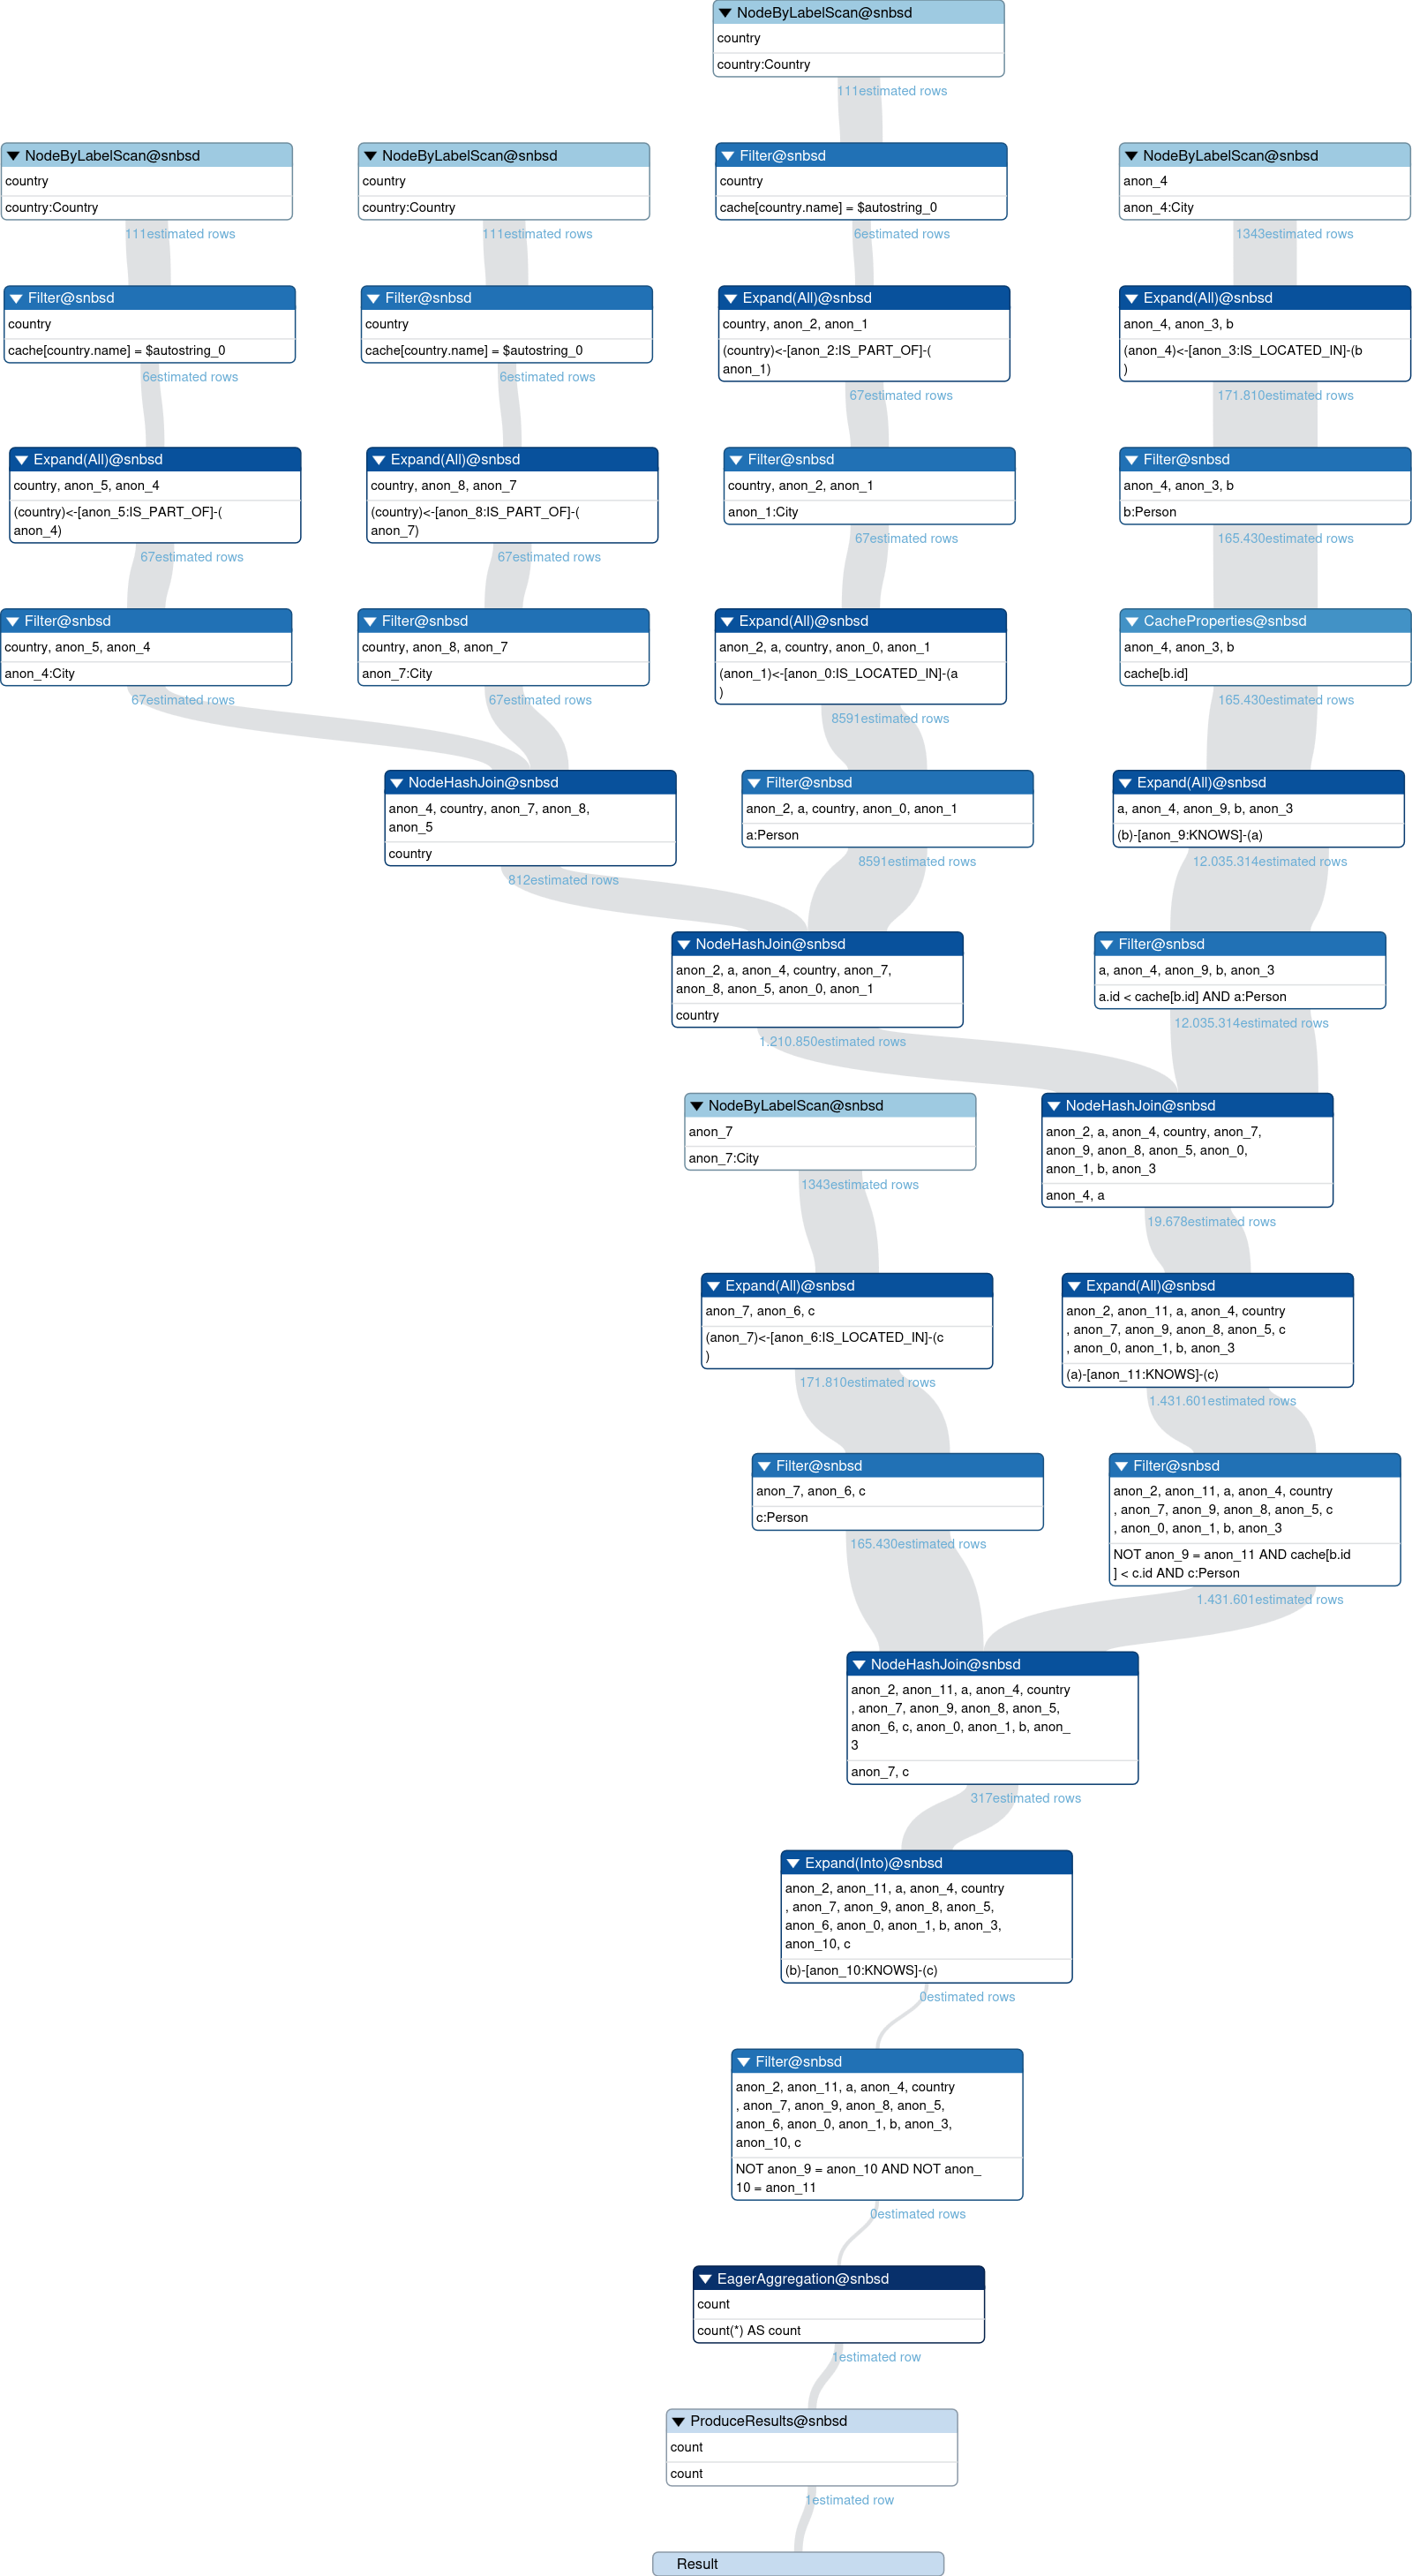 NodeByLabelScan@snbsd
country
country:Country
111estimated rows
NodeByLabelScan@snbsd
country
country:Country
111estimated rows
NodeByLabelScan@snbsd
country
country:Country
111estimated rows
Filter@snbsd
country
cache[country.name] = $autostring_0
6estimated rows
NodeByLabelScan@snbsd
anon_4
anon_4:City
1343estimated rows
Filter@snbsd
country
cache[country.name] = $autostring_0
6estimated rows
Filter@snbsd
country
cache[country.name] = $autostring_0
6estimated rows
Expand(All)@snbsd
country, anon_2, anon_1
(country)<-[anon_2:IS_PART_OF]-(
anon_1)
67estimated rows
Expand(All)@snbsd
anon_4, anon_3, b
(anon_4)<-[anon_3:IS_LOCATED_IN]-(b
)
171.810estimated rows
Expand(All)@snbsd
country, anon_5, anon_4
(country)<-[anon_5:IS_PART_OF]-(
anon_4)
67estimated rows
Expand(All)@snbsd
country, anon_8, anon_7
(country)<-[anon_8:IS_PART_OF]-(
anon_7)
67estimated rows
Filter@snbsd
country, anon_2, anon_1
anon_1:City
67estimated rows
Filter@snbsd
anon_4, anon_3, b
b:Person
165.430estimated rows
Filter@snbsd
country, anon_5, anon_4
anon_4:City
67estimated rows
Filter@snbsd
country, anon_8, anon_7
anon_7:City
67estimated rows
Expand(All)@snbsd
anon_2, a, country, anon_0, anon_1
(anon_1)<-[anon_0:IS_LOCATED_IN]-(a
)
8591estimated rows
CacheProperties@snbsd
anon_4, anon_3, b
cache[b.id]
165.430estimated rows
NodeHashJoin@snbsd
anon_4, country, anon_7, anon_8,
anon_5
country
812estimated rows
Filter@snbsd
anon_2, a, country, anon_0, anon_1
a:Person
8591estimated rows
Expand(All)@snbsd
a, anon_4, anon_9, b, anon_3
(b)-[anon_9:KNOWS]-(a)
12.035.314estimated rows
NodeHashJoin@snbsd
anon_2, a, anon_4, country, anon_7,
anon_8, anon_5, anon_0, anon_1
country
1.210.850estimated rows
Filter@snbsd
a, anon_4, anon_9, b, anon_3
a.id < cache[b.id] AND a:Person
12.035.314estimated rows
NodeByLabelScan@snbsd
anon_7
anon_7:City
1343estimated rows
NodeHashJoin@snbsd
anon_2, a, anon_4, country, anon_7,
anon_9, anon_8, anon_5, anon_0,
anon_1, b, anon_3
anon_4, a
19.678estimated rows
Expand(All)@snbsd
anon_7, anon_6, c
(anon_7)<-[anon_6:IS_LOCATED_IN]-(c
)
171.810estimated rows
Expand(All)@snbsd
anon_2, anon_11, a, anon_4, country
, anon_7, anon_9, anon_8, anon_5, c
, anon_0, anon_1, b, anon_3
(a)-[anon_11:KNOWS]-(c)
1.431.601estimated rows
Filter@snbsd
anon_7, anon_6, c
c:Person
165.430estimated rows
Filter@snbsd
anon_2, anon_11, a, anon_4, country
, anon_7, anon_9, anon_8, anon_5, c
, anon_0, anon_1, b, anon_3
NOT anon_9 = anon_11 AND cache[b.id
] < c.id AND c:Person
1.431.601estimated rows
NodeHashJoin@snbsd
anon_2, anon_11, a, anon_4, country
, anon_7, anon_9, anon_8, anon_5,
anon_6, c, anon_0, anon_1, b, anon_
3
anon_7, c
317estimated rows
Expand(Into)@snbsd
anon_2, anon_11, a, anon_4, country
, anon_7, anon_9, anon_8, anon_5,
anon_6, anon_0, anon_1, b, anon_3,
anon_10, c
(b)-[anon_10:KNOWS]-(c)
0estimated rows
Filter@snbsd
anon_2, anon_11, a, anon_4, country
, anon_7, anon_9, anon_8, anon_5,
anon_6, anon_0, anon_1, b, anon_3,
anon_10, c
NOT anon_9 = anon_10 AND NOT anon_
10 = anon_11
0estimated rows
EagerAggregation@snbsd
count
count(*) AS count
1estimated row
ProduceResults@snbsd
count
count
1estimated row
Result